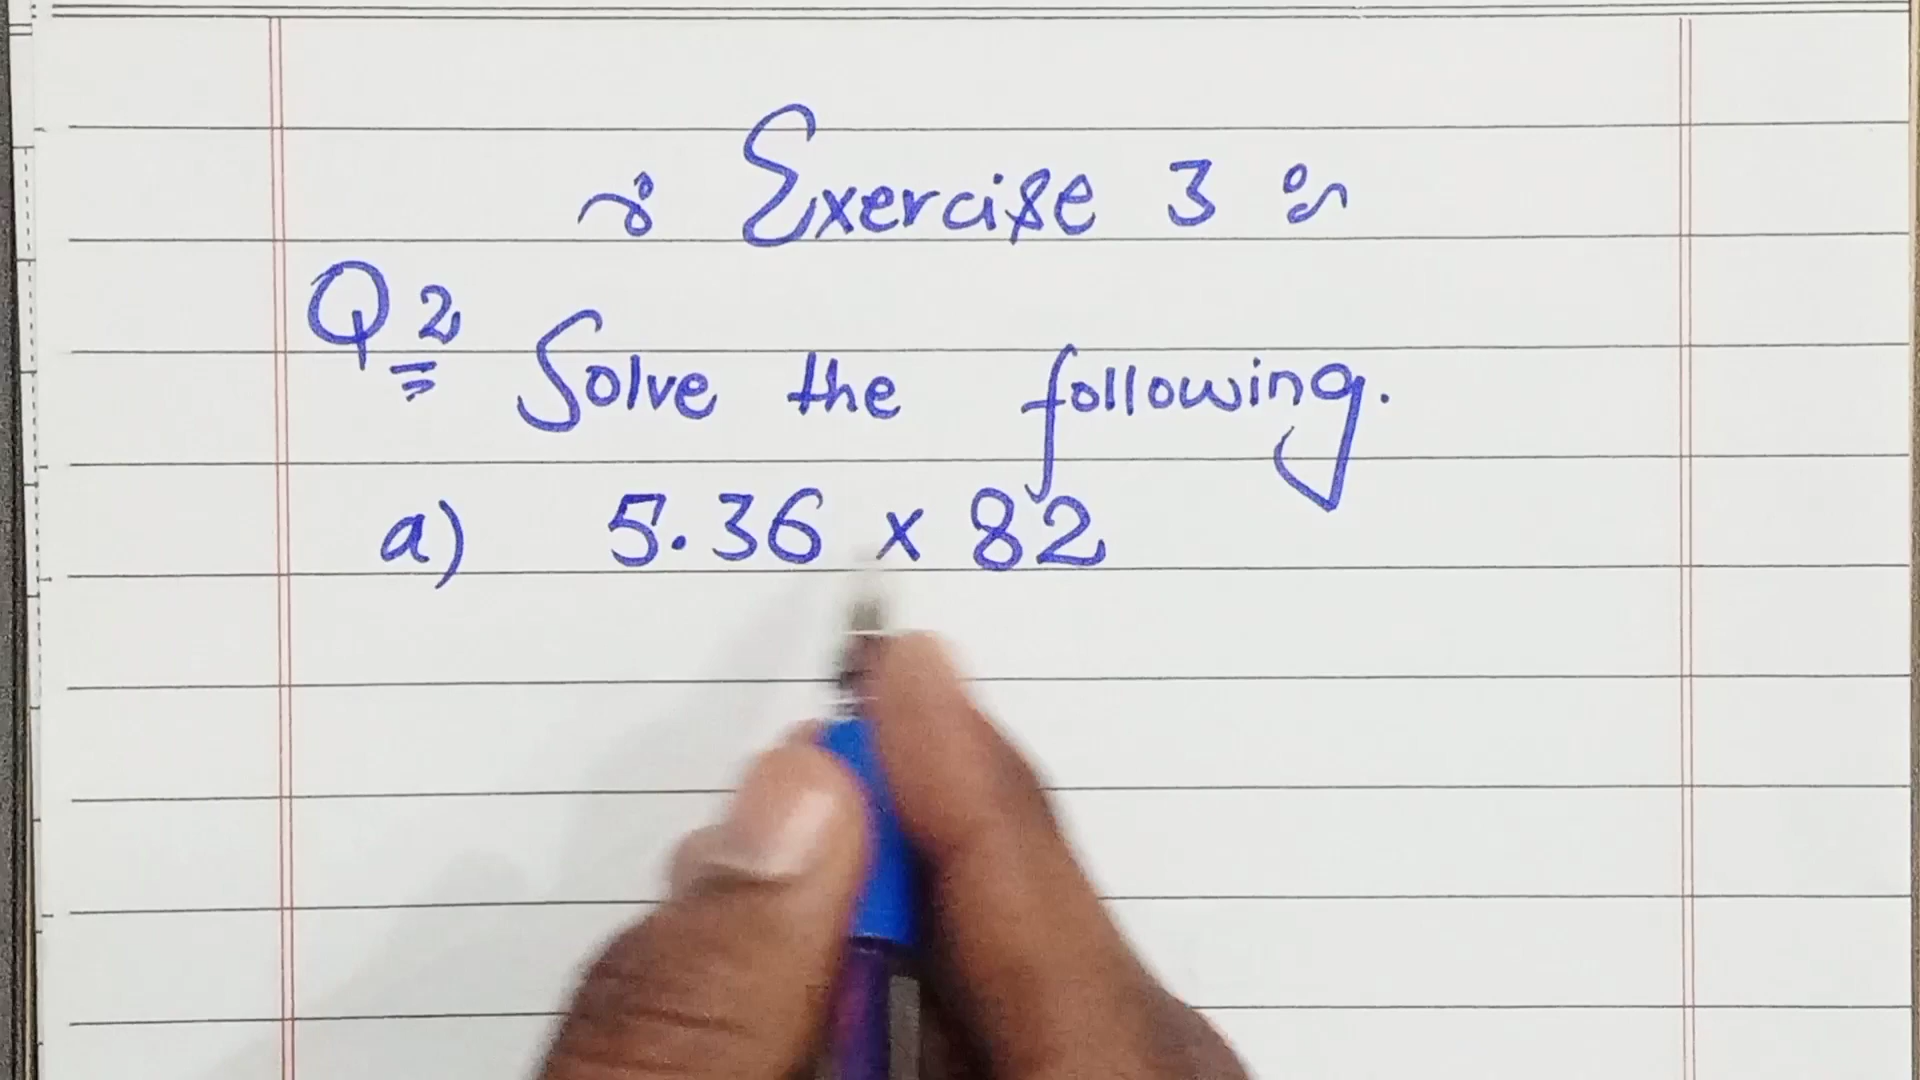 Exercise 3
Q2 Solve the following.
a) 5.36 × 82